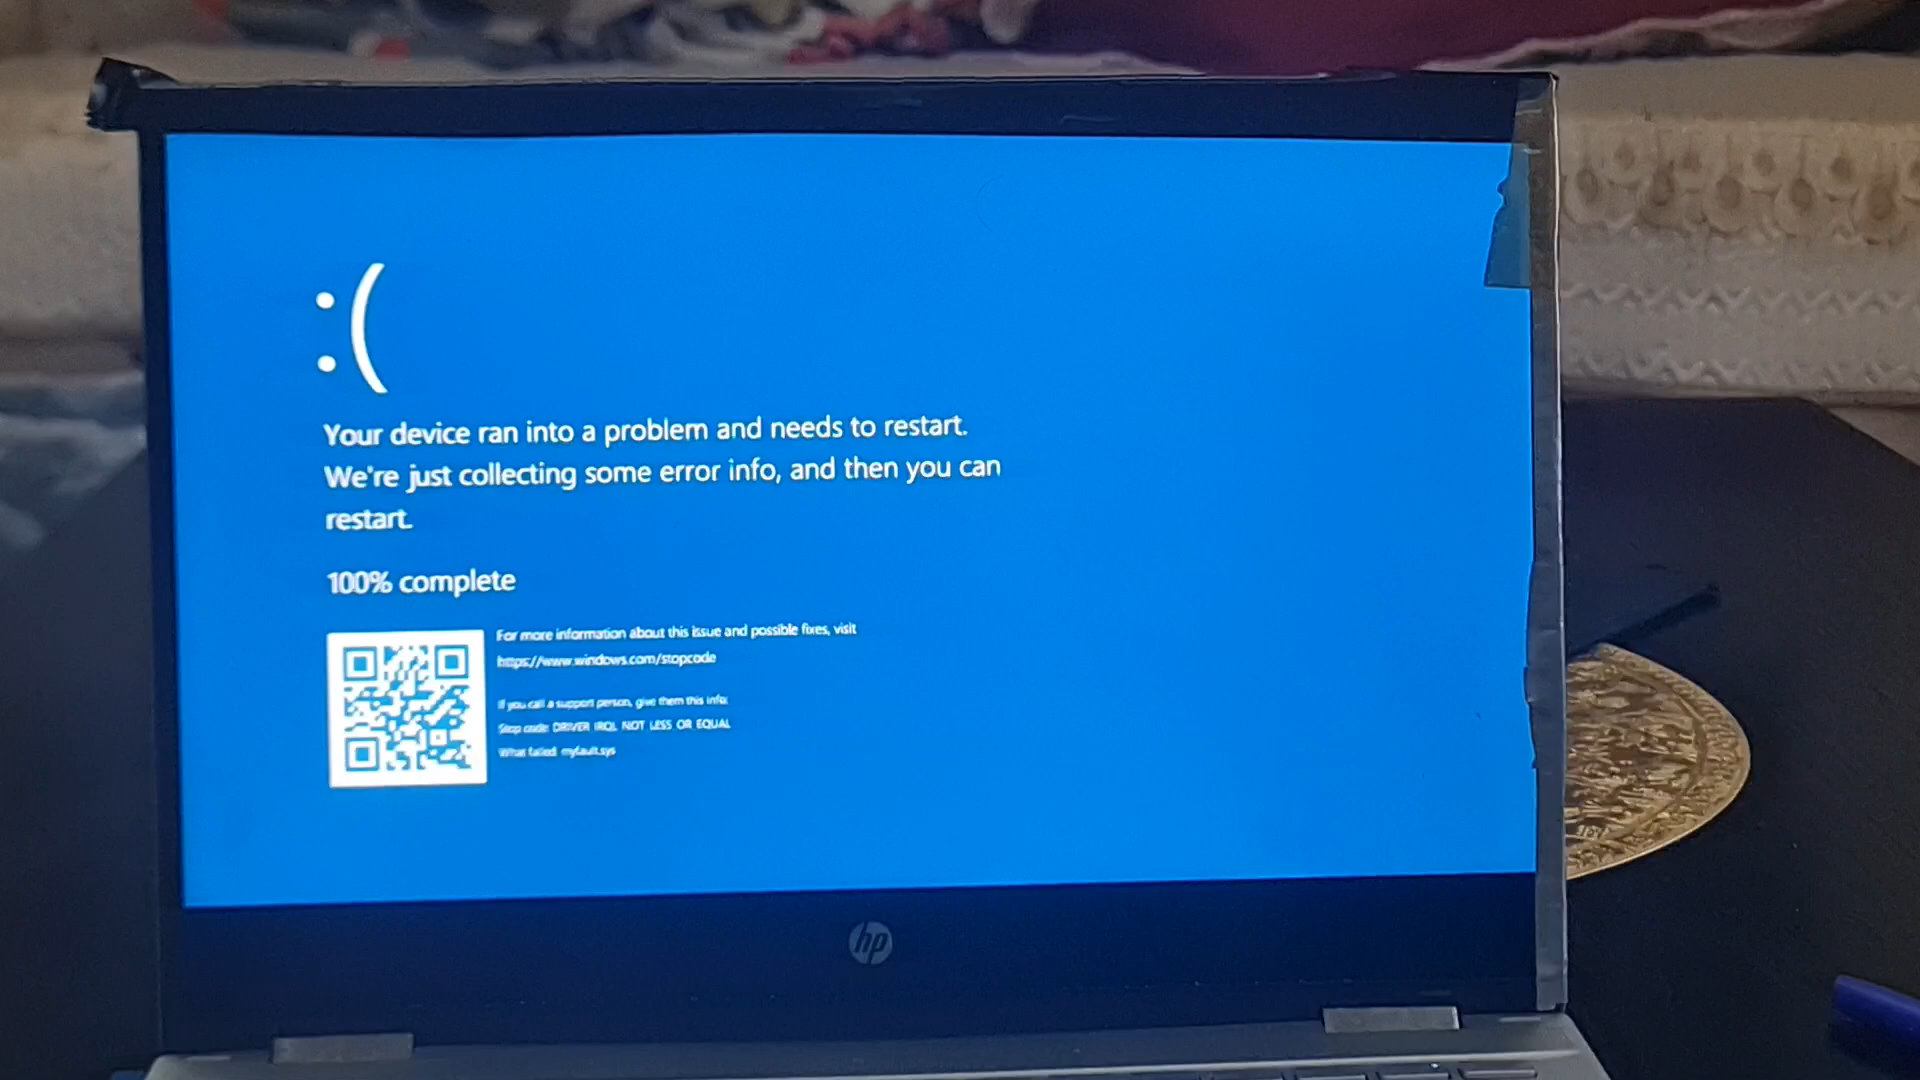 :(
Your device ran into a problem and needs to restart.
We're just collecting some error info, and then you can
restart.
100% complete
For more information about this issue and possible fixes, visit
https://www.windows.com/stopcode
If you call a support person, give them this info:
Stop code: DRIVER IRQL NOT LESS OR EQUAL
What failed: myfault.sys
hp